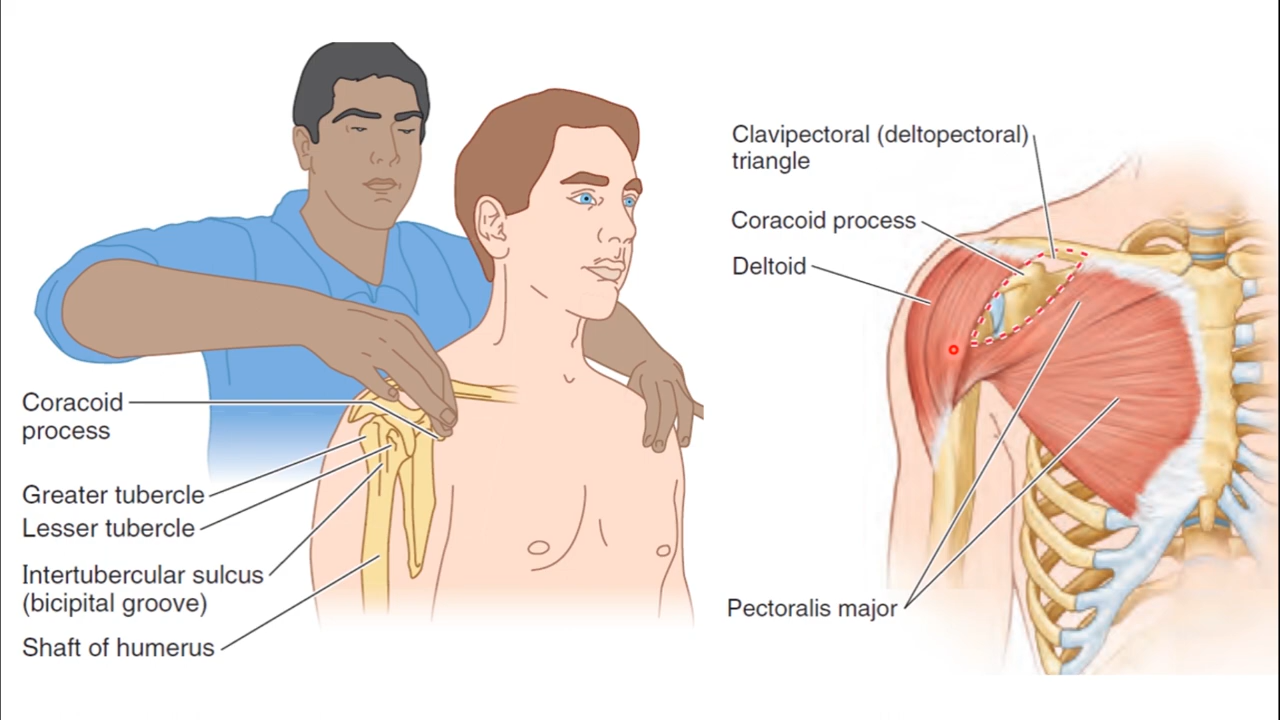 Coracoid
process
Greater tubercle
Lesser tubercle
Intertubercular sulcus
(bicipital groove)
Shaft of humerus
Clavipectoral (deltopectoral)
triangle
Coracoid process
Deltoid
Pectoralis major